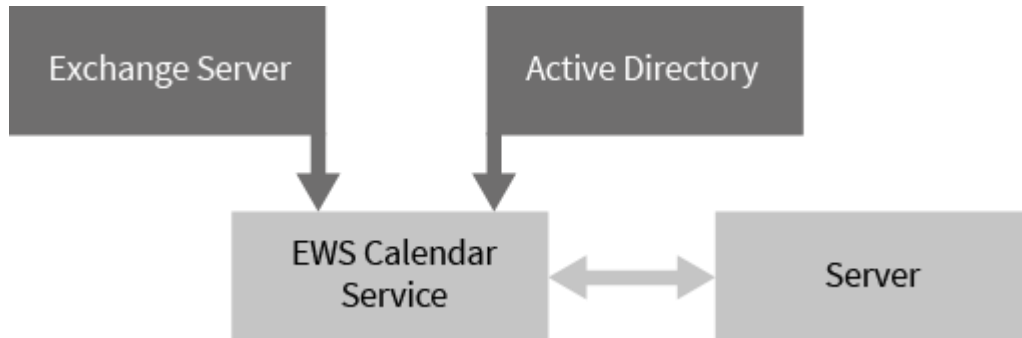 Exchange Server
Active Directory
EWS Calendar
Service
Server